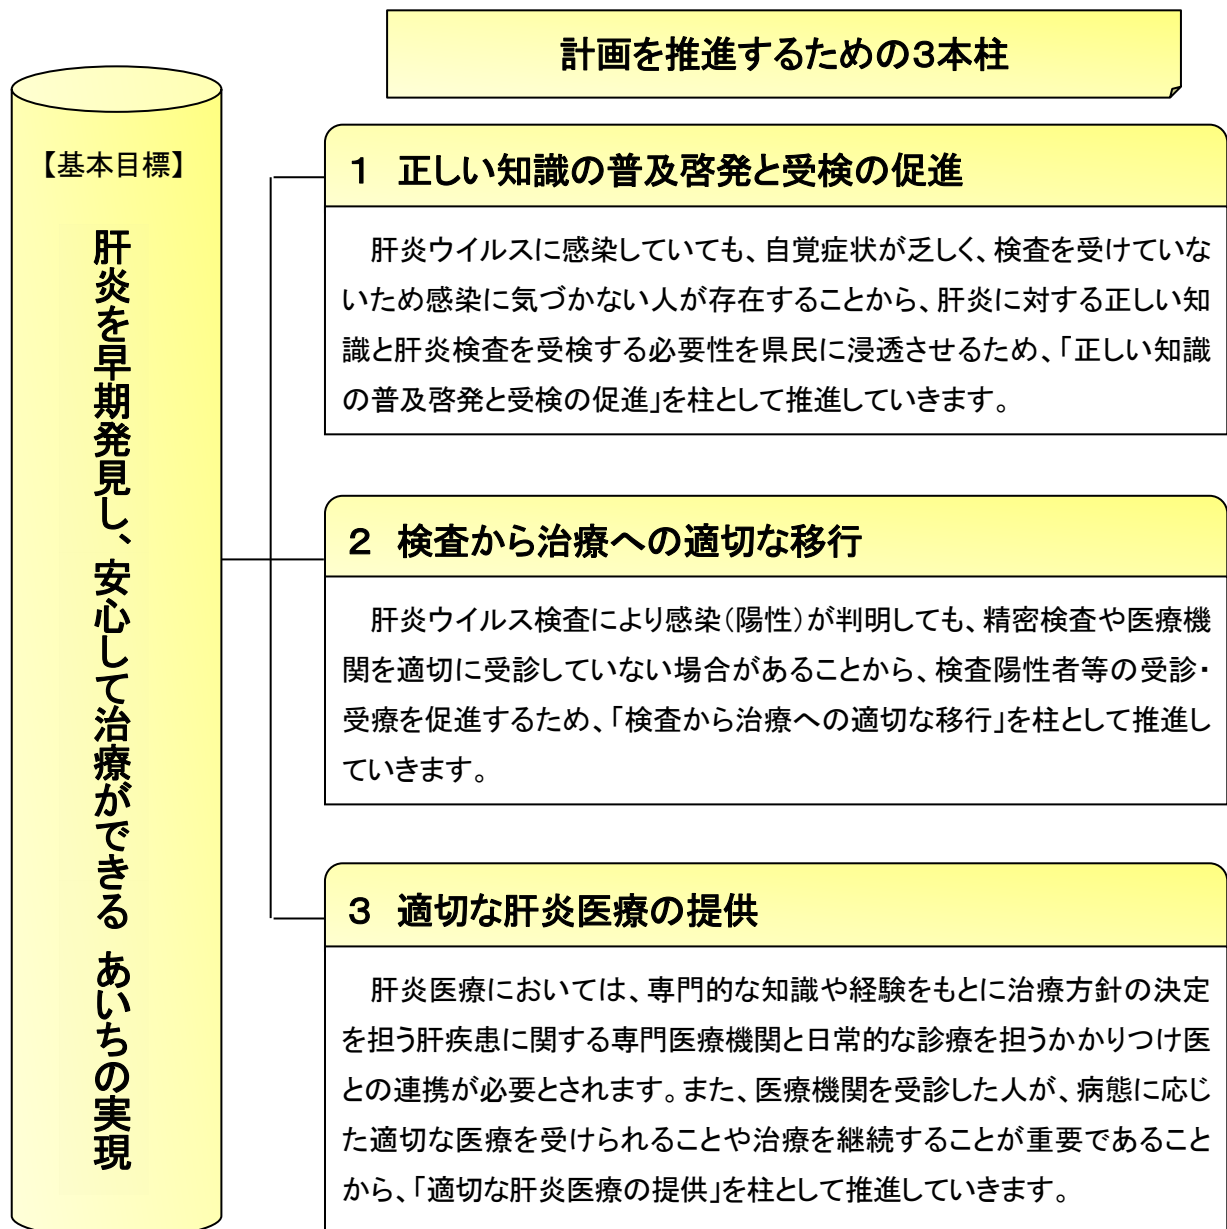 計画を推進するための3本柱
【基本目標】
肝炎を早期発見し、安心して治療ができる あいちの実現
1 正しい知識の普及啓発と受検の促進
肝炎ウイルスに感染していても、自覚症状が乏しく、検査を受けていな
いため感染に気づかない人が存在することから、肝炎に対する正しい知
識と肝炎検査を受検する必要性を県民に浸透させるため、「正しい知識
の普及啓発と受検の促進」を柱として推進していきます。
2 検査から治療への適切な移行
肝炎ウイルス検査により感染(陽性)が判明しても、精密検査や医療機
関を適切に受診していない場合があることから、検査陽性者等の受診・
受療を促進するため、「検査から治療への適切な移行」を柱として推進し
ていきます。
3 適切な肝炎医療の提供
肝炎医療においては、専門的な知識や経験をもとに治療方針の決定
を担う肝疾患に関する専門医療機関と日常的な診療を担うかかりつけ医
との連携が必要とされます。また、医療機関を受診した人が、病態に応じ
た適切な医療を受けられることや治療を継続することが重要であること
から、「適切な肝炎医療の提供」を柱として推進していきます。